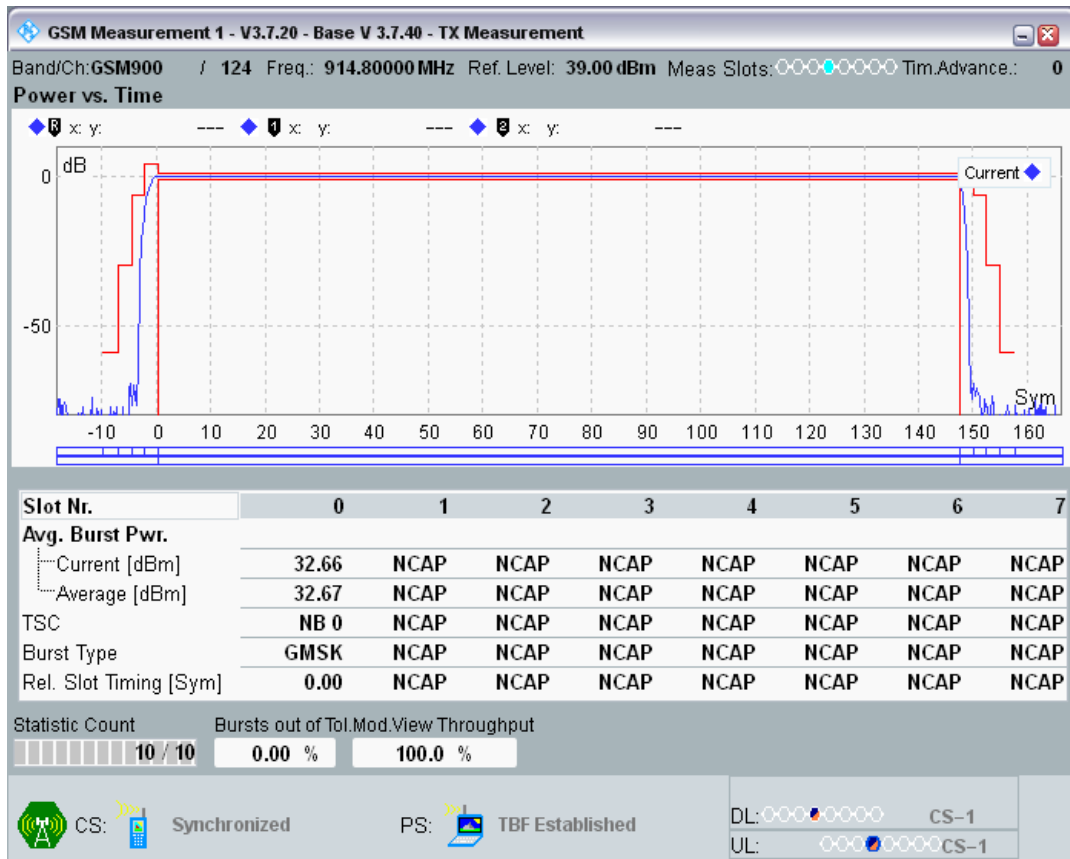 GSM Measurement 1 - V3.7.20 - Base V 3.7.40 - TX Measurement
Band/Ch:GSM900 / 124 Freq.: 914.80000 MHz Ref. Level: 39.00 dBm Meas Slots: Tim.Advance.: 0
Power vs. Time
R x: y: --- 1 x: y: --- 2 x: y: ---
dB
Current
0
-50
Sym
-10 0 10 20 30 40 50 60 70 80 90 100 110 120 130 140 150 160
Slot Nr. 0 1 2 3 4 5 6 7
Avg. Burst Pwr.
Current [dBm] 32.66 NCAP NCAP NCAP NCAP NCAP NCAP NCAP
Average [dBm] 32.67 NCAP NCAP NCAP NCAP NCAP NCAP NCAP
TSC NB 0 NCAP NCAP NCAP NCAP NCAP NCAP NCAP
Burst Type GMSK NCAP NCAP NCAP NCAP NCAP NCAP NCAP
Rel. Slot Timing [Sym] 0.00 NCAP NCAP NCAP NCAP NCAP NCAP NCAP
Statistic Count Bursts out of Tol.Mod.View Throughput
10 / 10 0.00 % 100.0 %
CS: Synchronized PS: TBF Established
DL: CS-1
UL: CS-1